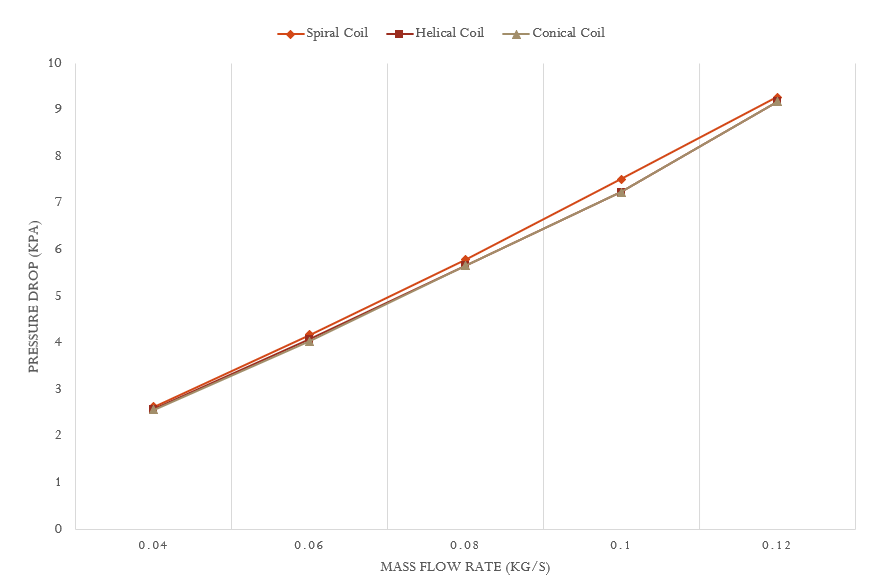 Spiral Coil Helical Coil Conical Coil
10
9
8
7
6
5
4
3
2
1
0
PRESSURE DROP (KPA)
0.04 0.06 0.08 0.1 0.12
MASS FLOW RATE (KG/S)